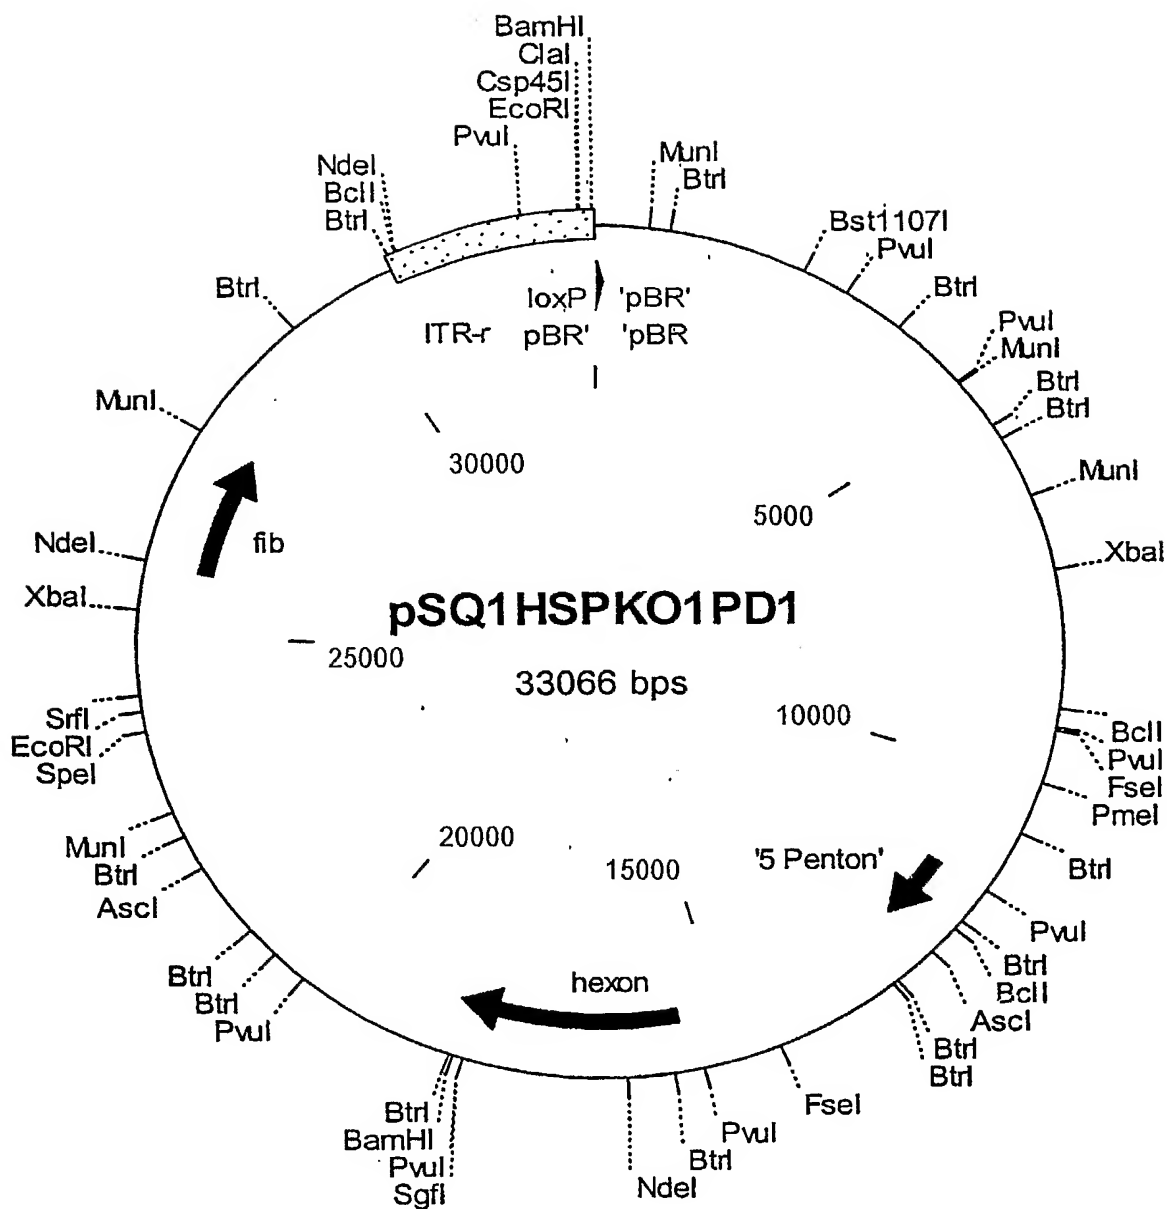 BamHI
ClaI
Csp45I
EcoRI
PvuI
NdeI
BclI
BtrI
BtrI
MunI
NdeI
XbaI
SrfI
EcoRI
SpeI
MunI
BtrI
AscI
BtrI
BtrI
PvuI
BtrI
BamHI
PvuI
SgfI
MunI
BtrI
Bst1107I
PvuI
BtrI
PvuI
MunI
BtrI
BtrI
MunI
XbaI
BclI
PvuI
FseI
PmeI
BtrI
PvuI
BtrI
BclI
AscI
BtrI
BtrI
FseI
PvuI
BtrI
NdeI
loxP 'pBR'
ITR-r pBR' 'pBR
30000
5000
fib
pSQ1HSPKO1PD1
25000
33066 bps
10000
20000
15000
'5 Penton'
hexon